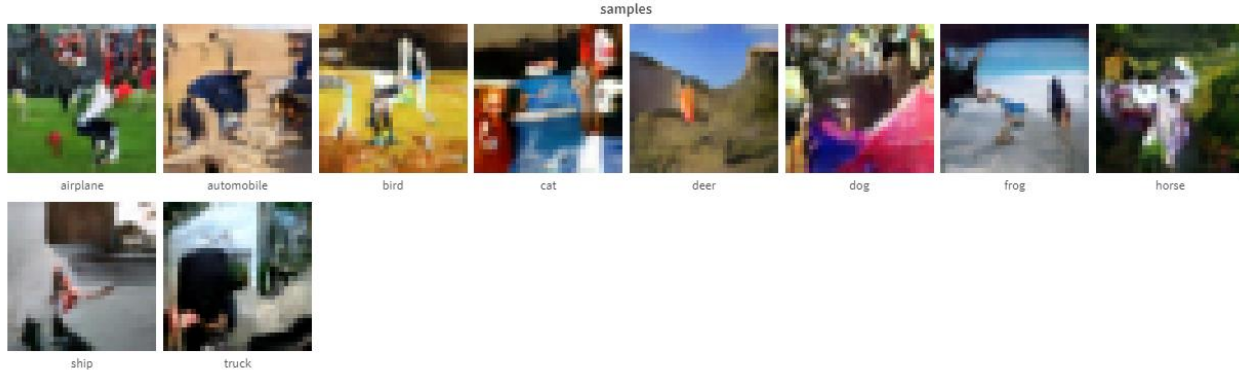 samples
airplane
automobile
bird
cat
deer
dog
frog
horse
ship
truck